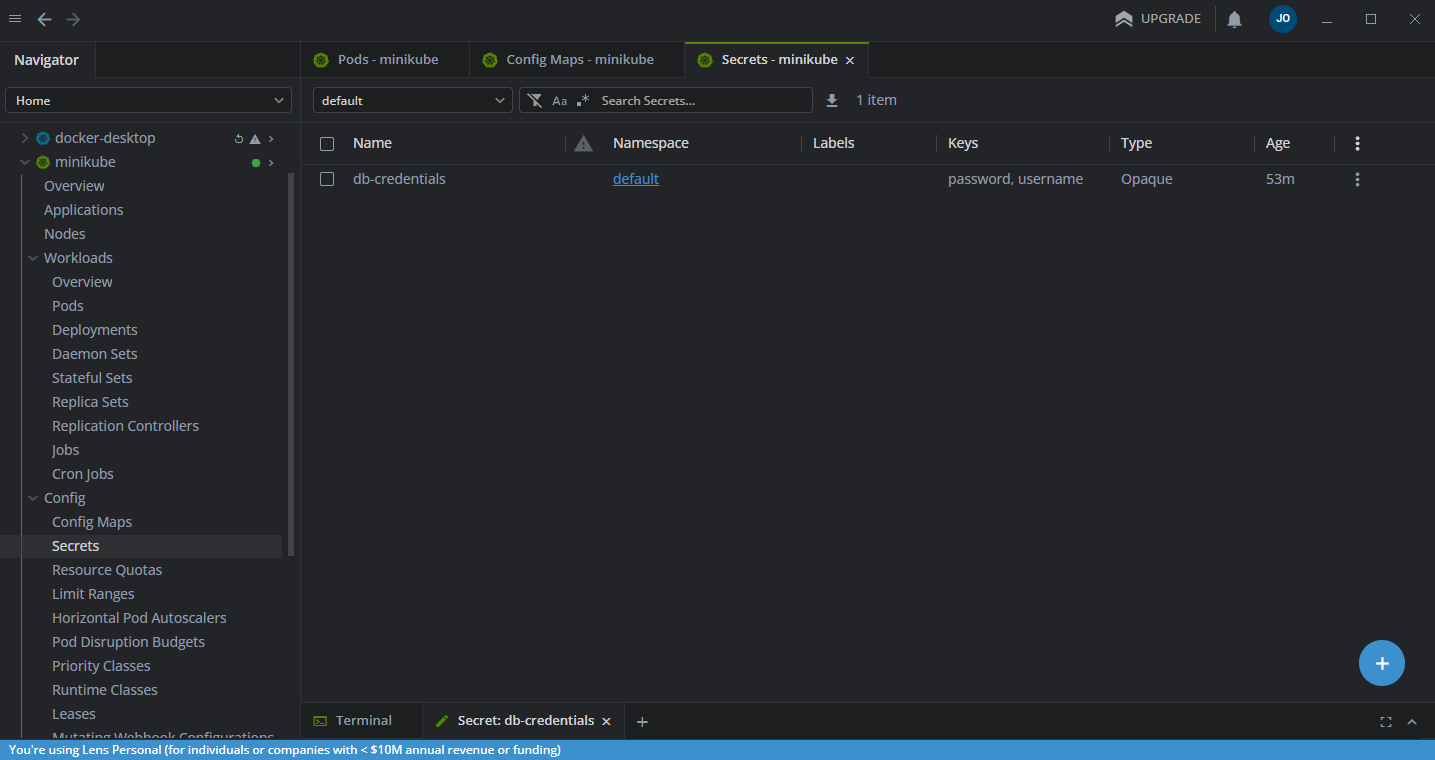 UPGRADE
JO
Navigator
Pods - minikube
Config Maps - minikube
Secrets - minikube
Home
default
Aa
.*
Search Secrets...
1 item
docker-desktop
minikube
Overview
Applications
Nodes
Workloads
Overview
Pods
Deployments
Daemon Sets
Stateful Sets
Replica Sets
Replication Controllers
Jobs
Cron Jobs
Config
Config Maps
Secrets
Resource Quotas
Limit Ranges
Horizontal Pod Autoscalers
Pod Disruption Budgets
Priority Classes
Runtime Classes
Leases
Mutating Webhook Configurations
Name Namespace Labels Keys Type Age
db-credentials default password, username Opaque 53m
Terminal
Secret: db-credentials
You're using Lens Personal (for individuals or companies with < $10M annual revenue or funding)